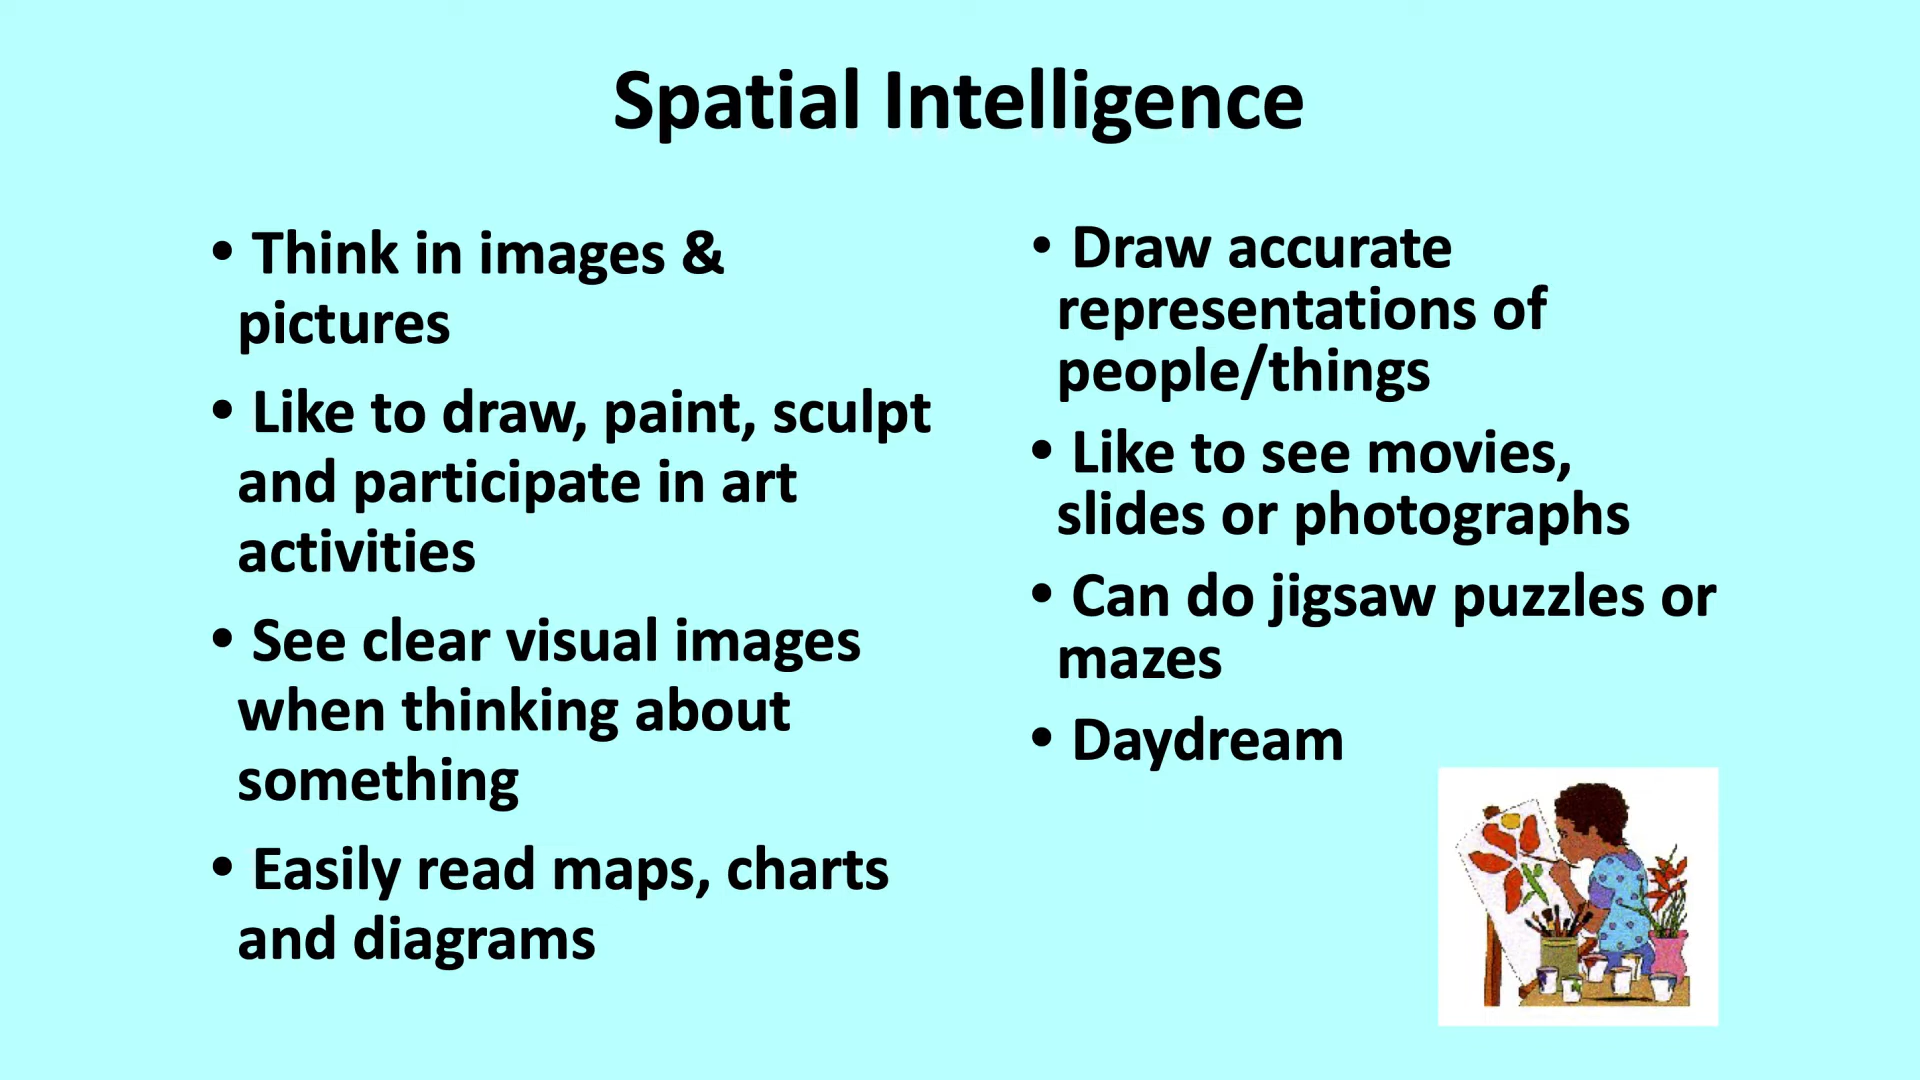 Spatial Intelligence
• Think in images &
pictures
• Like to draw, paint, sculpt
and participate in art
activities
• See clear visual images
when thinking about
something
• Easily read maps, charts
and diagrams
• Draw accurate
representations of
people/things
• Like to see movies,
slides or photographs
• Can do jigsaw puzzles or
mazes
• Daydream